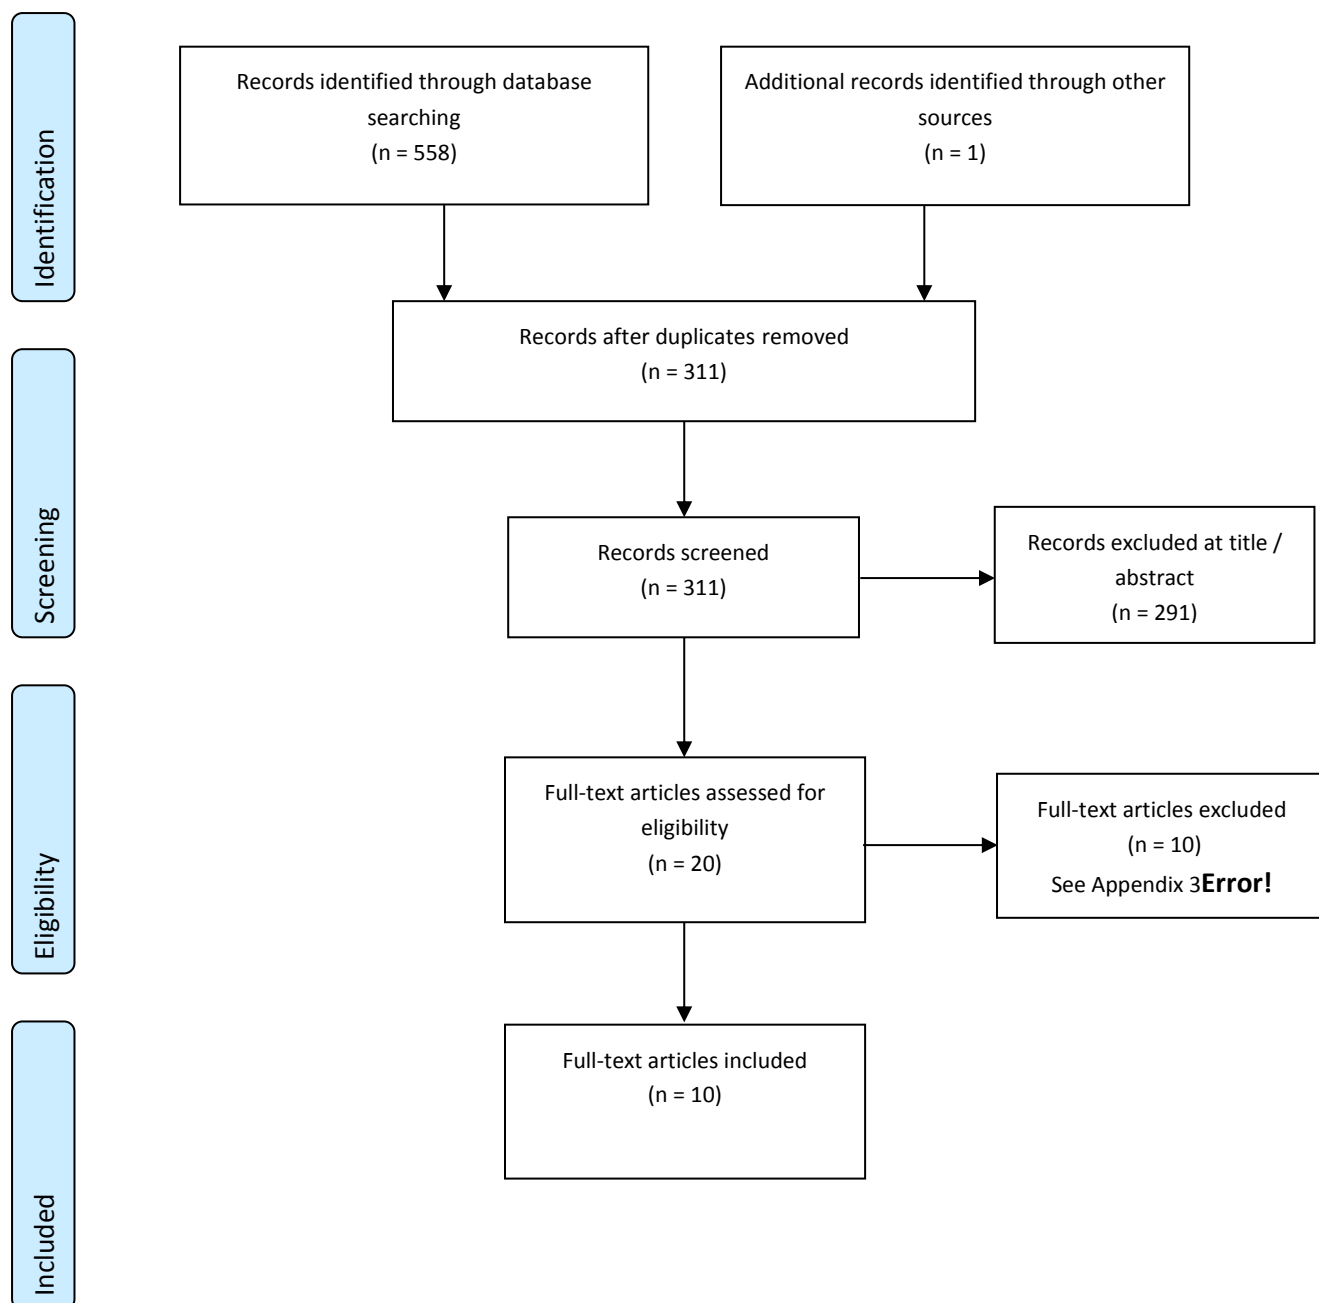 Identification
Records identified through database
searching
(n = 558)
Additional records identified through other
sources
(n = 1)
Records after duplicates removed
(n = 311)
Screening
Records screened
(n = 311)
Records excluded at title /
abstract
(n = 291)
Eligibility
Full-text articles assessed for
eligibility
(n = 20)
Full-text articles excluded
(n = 10)
See Appendix 3Error!
Included
Full-text articles included
(n = 10)